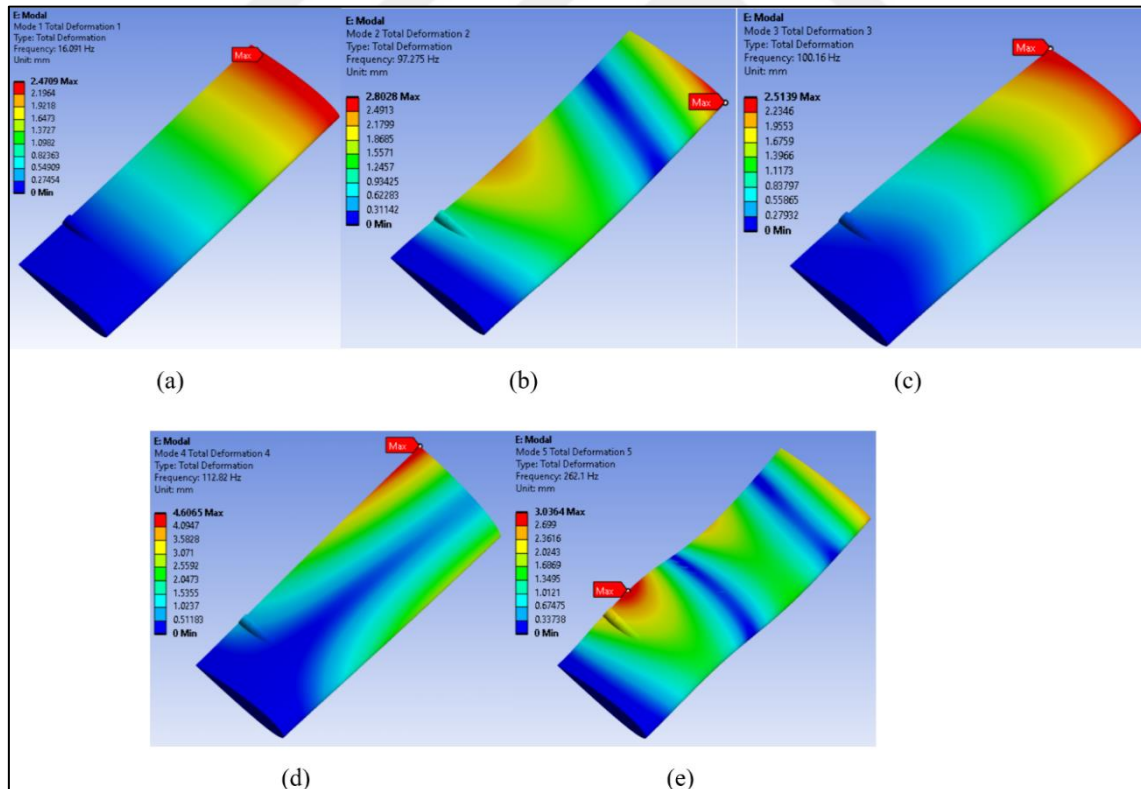 E: Modal
Mode 1 Total Deformation 1
Type: Total Deformation
Frequency: 16.091 Hz
Unit: mm
2.4709 Max
2.1964
1.9218
1.6473
1.3727
1.0982
0.82363
0.54909
0.27454
0 Min
Max
(a)
E: Modal
Mode 2 Total Deformation 2
Type: Total Deformation
Frequency: 97.275 Hz
Unit: mm
2.8028 Max
2.4913
2.1799
1.8685
1.5571
1.2457
0.93425
0.62283
0.31142
0 Min
Max
(b)
E: Modal
Mode 3 Total Deformation 3
Type: Total Deformation
Frequency: 100.16 Hz
Unit: mm
2.5139 Max
2.2346
1.9553
1.6759
1.3966
1.1173
0.83797
0.55865
0.27932
0 Min
Max
(c)
E: Modal
Mode 4 Total Deformation 4
Type: Total Deformation
Frequency: 112.82 Hz
Unit: mm
4.6065 Max
4.0947
3.5828
3.071
2.5592
2.0473
1.5355
1.0237
0.51183
0 Min
Max
(d)
E: Modal
Mode 5 Total Deformation 5
Type: Total Deformation
Frequency: 262.1 Hz
Unit: mm
3.0364 Max
2.699
2.3616
2.0243
1.6869
1.3495
1.0121
0.67475
0.33738
0 Min
Max
(e)